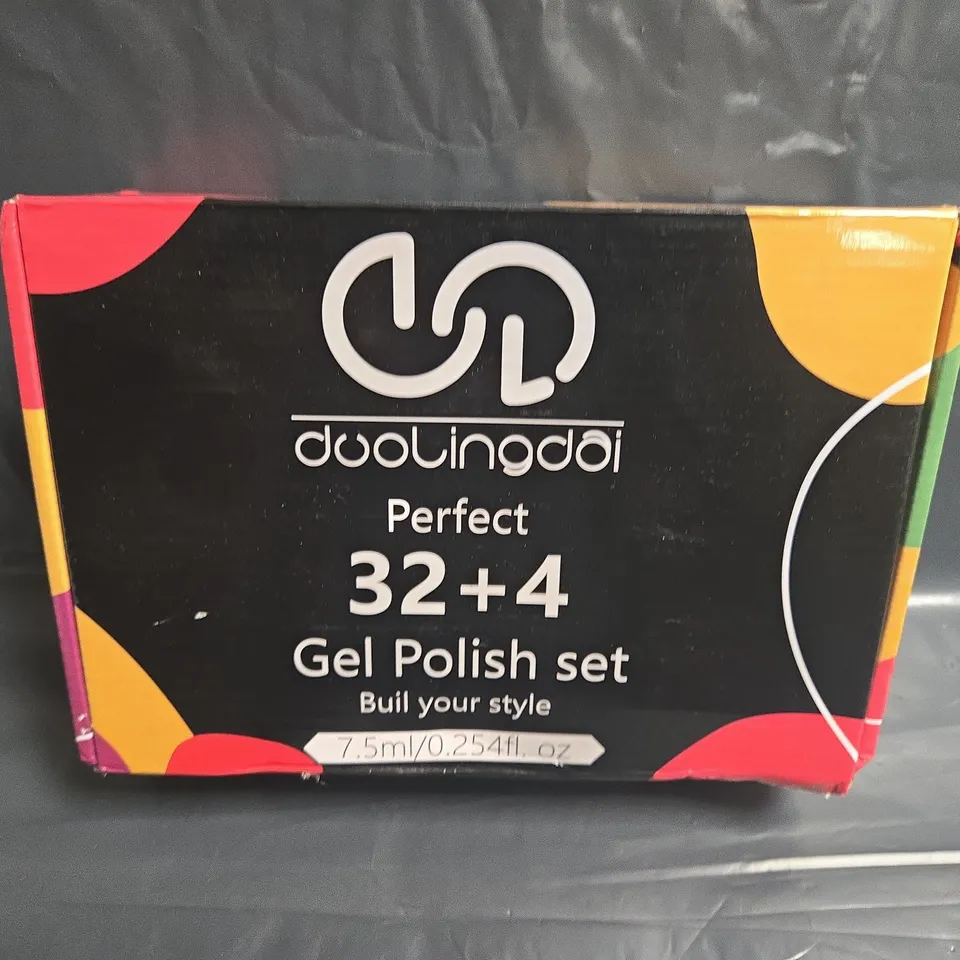 duolingdai
Perfect
32+4
Gel Polish set
Buil your style
7.5ml/0.254fl. oz